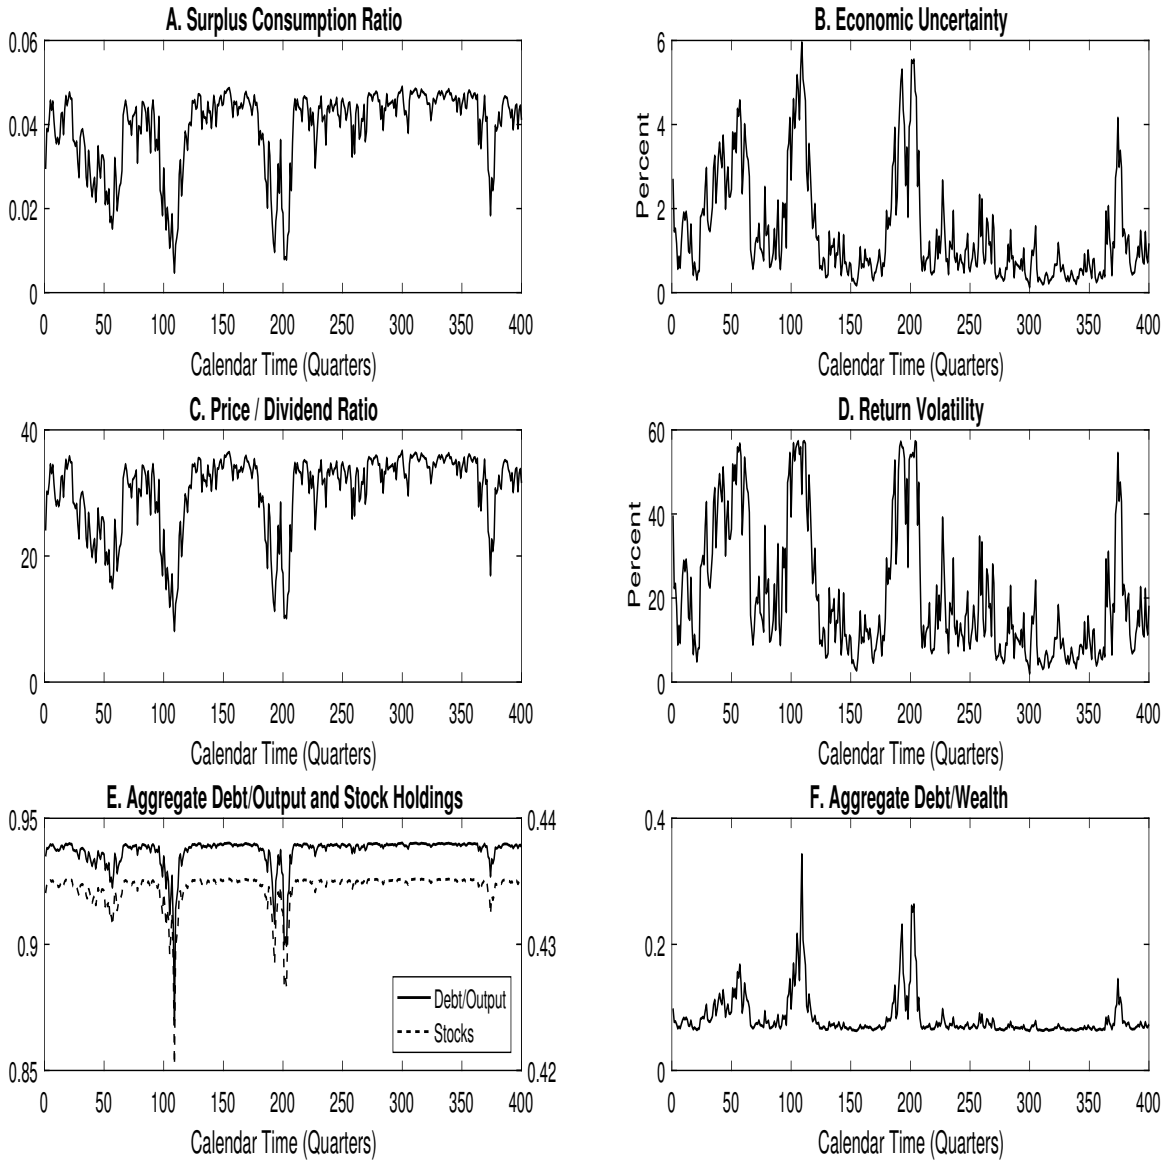 A. Surplus Consumption Ratio
0.06
0.04
0.02
0
0 50 100 150 200 250 300 350 400
Calendar Time (Quarters)
B. Economic Uncertainty
Percent
6
4
2
0
0 50 100 150 200 250 300 350 400
Calendar Time (Quarters)
C. Price / Dividend Ratio
40
20
0
0 50 100 150 200 250 300 350 400
Calendar Time (Quarters)
D. Return Volatility
Percent
60
40
20
0
0 50 100 150 200 250 300 350 400
Calendar Time (Quarters)
E. Aggregate Debt/Output and Stock Holdings
0.95
0.9
0.85
0.44
0.43
0.42
Debt/Output
Stocks
0 50 100 150 200 250 300 350 400
Calendar Time (Quarters)
F. Aggregate Debt/Wealth
0.4
0.2
0
0 50 100 150 200 250 300 350 400
Calendar Time (Quarters)